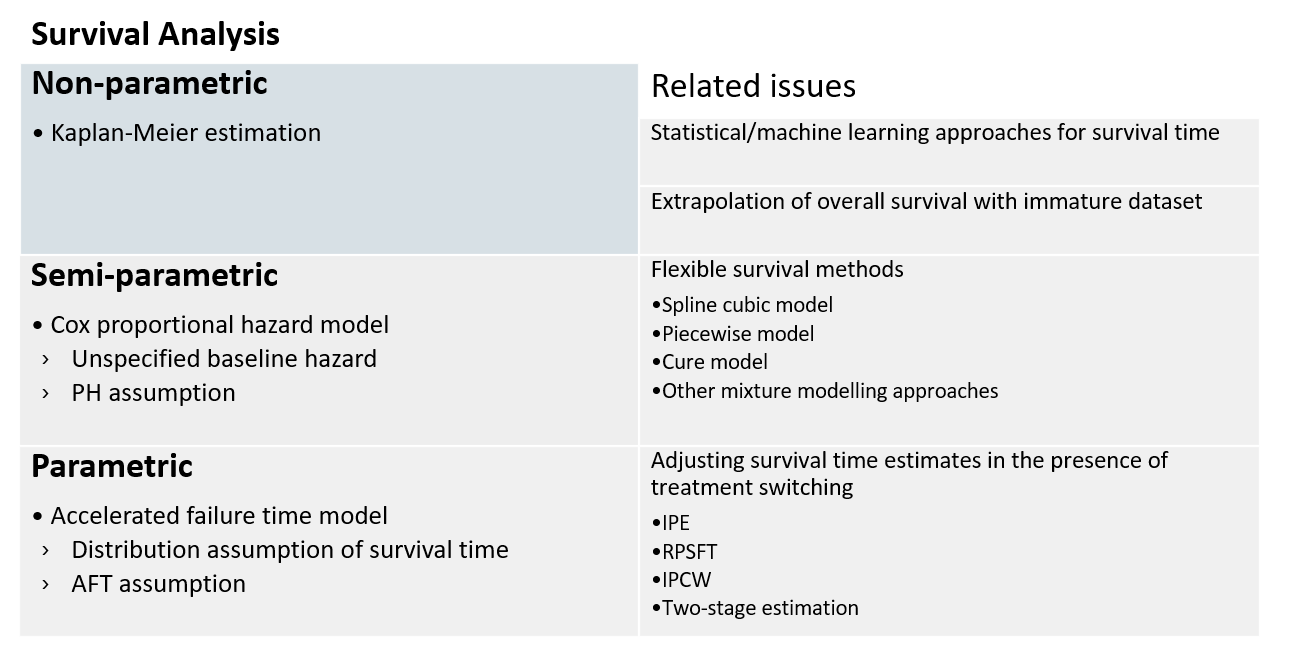 Survival Analysis
Non-parametric
• Kaplan-Meier estimation
Semi-parametric
• Cox proportional hazard model
› Unspecified baseline hazard
› PH assumption
Parametric
• Accelerated failure time model
› Distribution assumption of survival time
› AFT assumption
Related issues
Statistical/machine learning approaches for survival time
Extrapolation of overall survival with immature dataset
Flexible survival methods
•Spline cubic model
•Piecewise model
•Cure model
•Other mixture modelling approaches
Adjusting survival time estimates in the presence of
treatment switching
•IPE
•RPSFT
•IPCW
•Two-stage estimation